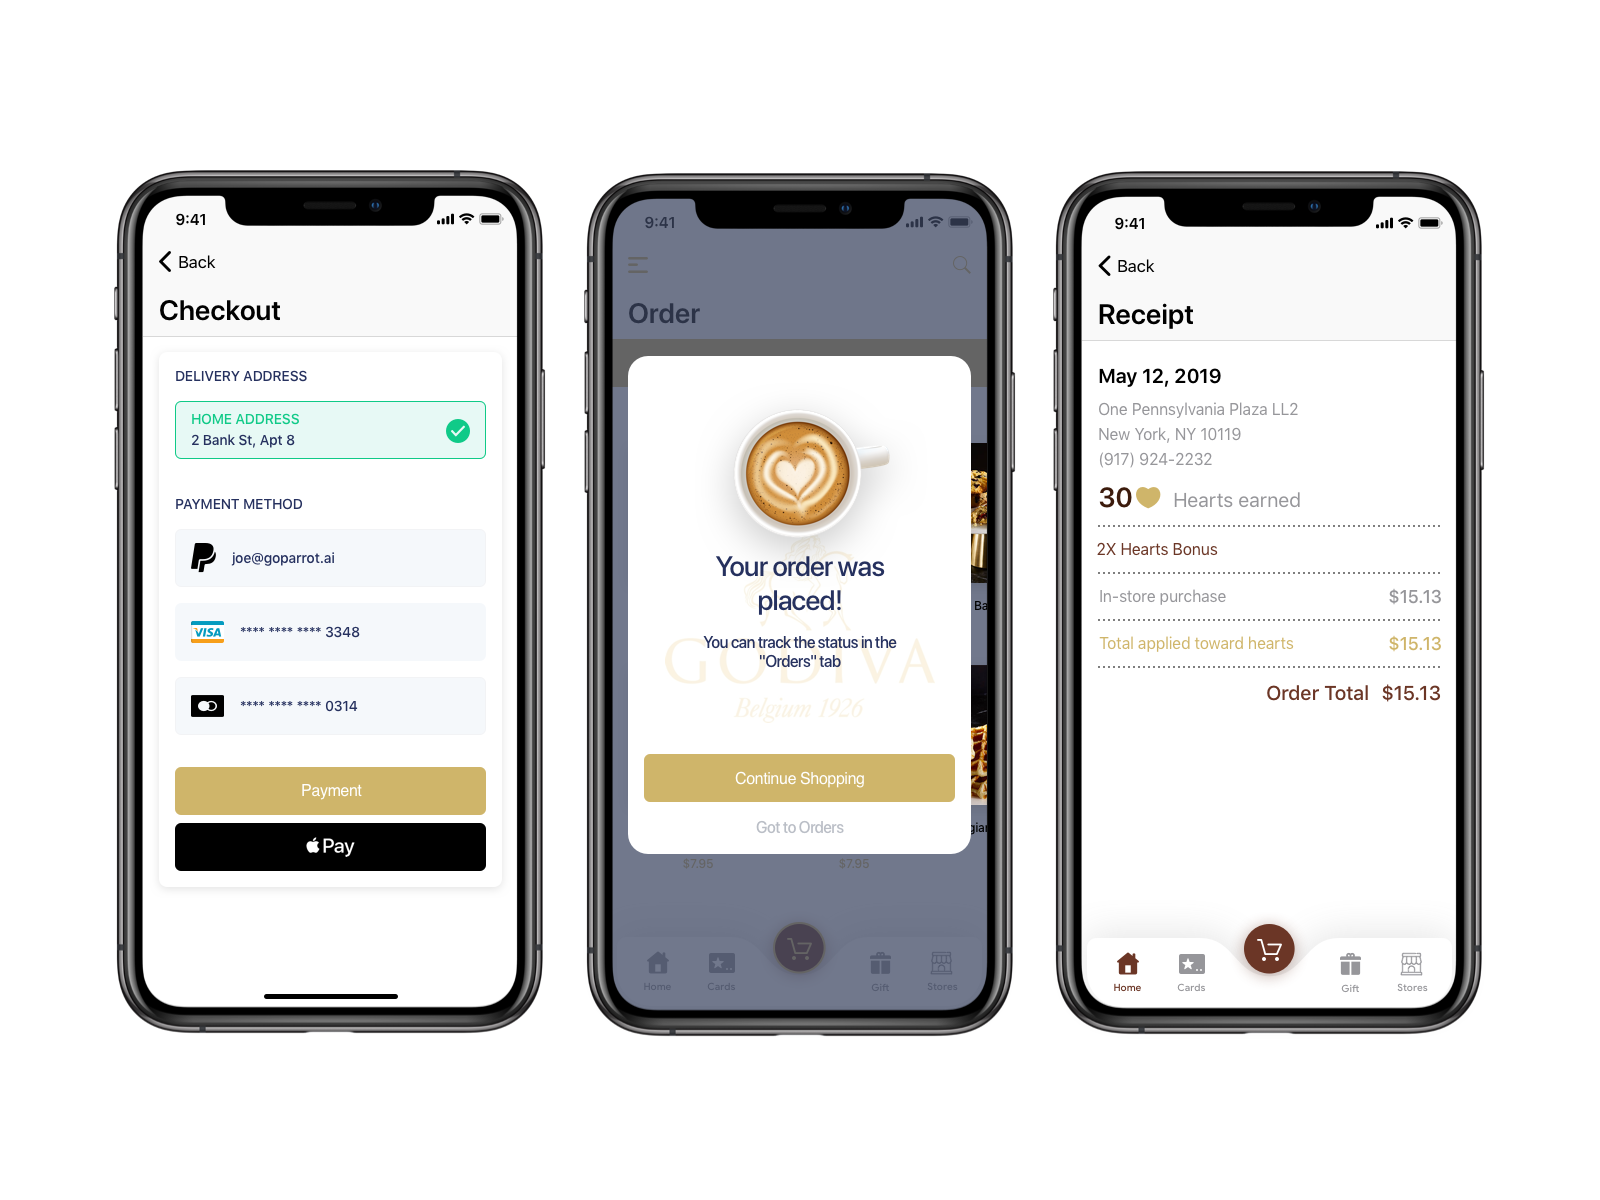 9:41
Back
Checkout
DELIVERY ADDRESS
HOME ADDRESS
2 Bank St, Apt 8
PAYMENT METHOD
joe@goparrot.ai
VISA **** **** **** 3348
**** **** **** 0314
Payment
Pay
9:41
Order
Your order was
placed!
You can track the status in the
"Orders" tab
GODIVA
Belgium 1926
Continue Shopping
Got to Orders
Ba
gian
$7.95 $7.95
Home Cards Gift Stores
9:41
Back
Receipt
May 12, 2019
One Pennsylvania Plaza LL2
New York, NY 10119
(917) 924-2232
30 Hearts earned
2X Hearts Bonus
In-store purchase $15.13
Total applied toward hearts $15.13
Order Total $15.13
Home Cards Gift Stores